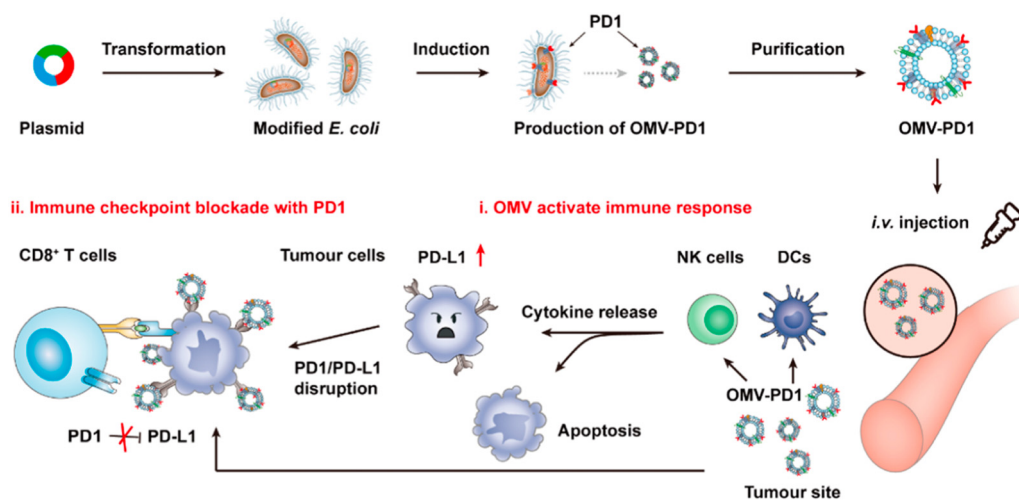 PD1
Transformation
Induction
Purification
Plasmid
Modified E. coli
Production of OMV-PD1
OMV-PD1
ii. Immune checkpoint blockade with PD1
i. OMV activate immune response
i.v. injection
CD8⁺ T cells
Tumour cells
PD-L1
NK cells
DCs
Cytokine release
PD1/PD-L1
disruption
OMV-PD1
PD1
PD-L1
Apoptosis
Tumour site